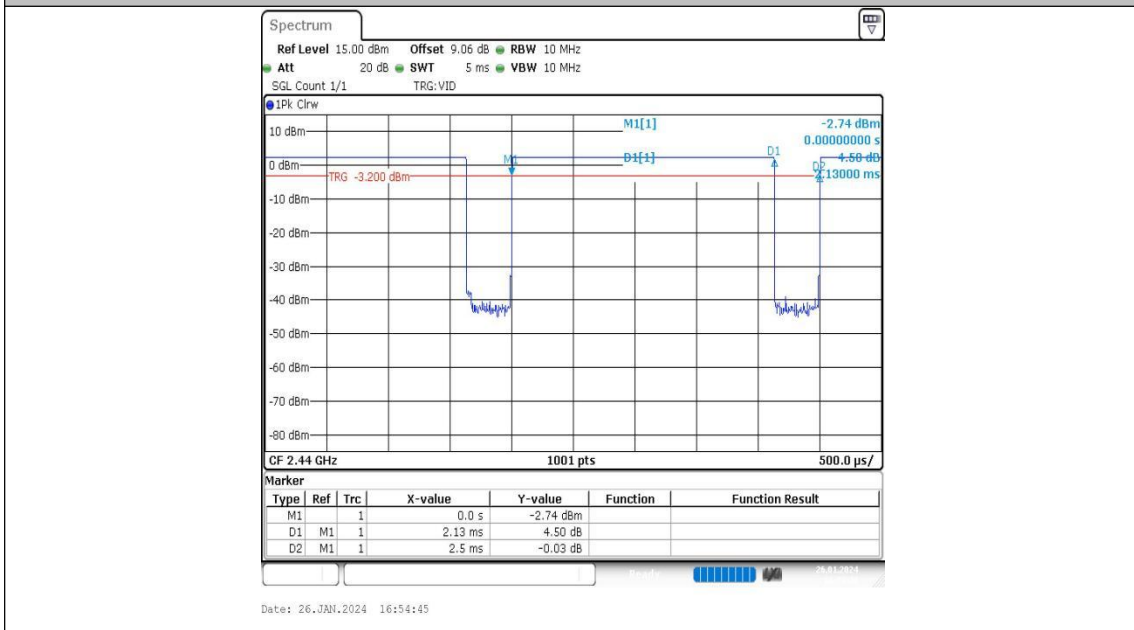 Spectrum
Ref Level 15.00 dBm Offset 9.06 dB RBW 10 MHz
Att 20 dB SWT 5 ms VBW 10 MHz
SGL Count 1/1 TRG:VID
1Pk Clrw
M1[1] -2.74 dBm
0.00000000 s
D1[1] 4.50 dB
2.13000 ms
10 dBm
0 dBm
TRG -3.200 dBm
-10 dBm
-20 dBm
-30 dBm
-40 dBm
-50 dBm
-60 dBm
-70 dBm
-80 dBm
M1
D1
D2
CF 2.44 GHz 1001 pts 500.0 µs/
Marker
Type Ref Trc X-value Y-value Function Function Result
M1 1 0.0 s -2.74 dBm
D1 M1 1 2.13 ms 4.50 dB
D2 M1 1 2.5 ms -0.03 dB
Ready 26.01.2024
Date: 26.JAN.2024 16:54:45